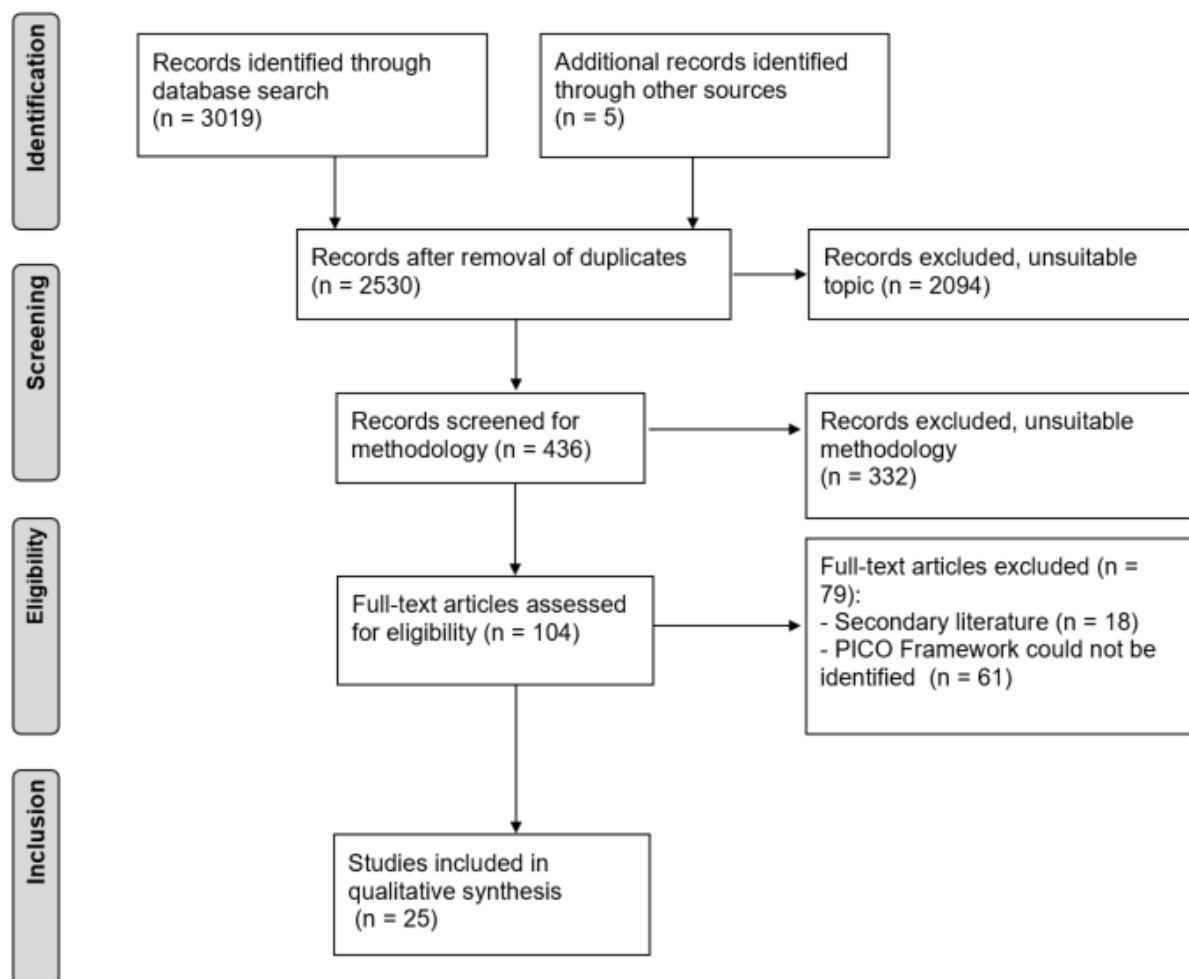 Identification
Records identified through
database search
(n = 3019)
Additional records identified
through other sources
(n = 5)
Screening
Records after removal of duplicates
(n = 2530)
Records excluded, unsuitable
topic (n = 2094)
Records screened for
methodology (n = 436)
Records excluded, unsuitable
methodology
(n = 332)
Eligibility
Full-text articles assessed
for eligibility (n = 104)
Full-text articles excluded (n =
79):
- Secondary literature (n = 18)
- PICO Framework could not be
identified (n = 61)
Inclusion
Studies included in
qualitative synthesis
(n = 25)